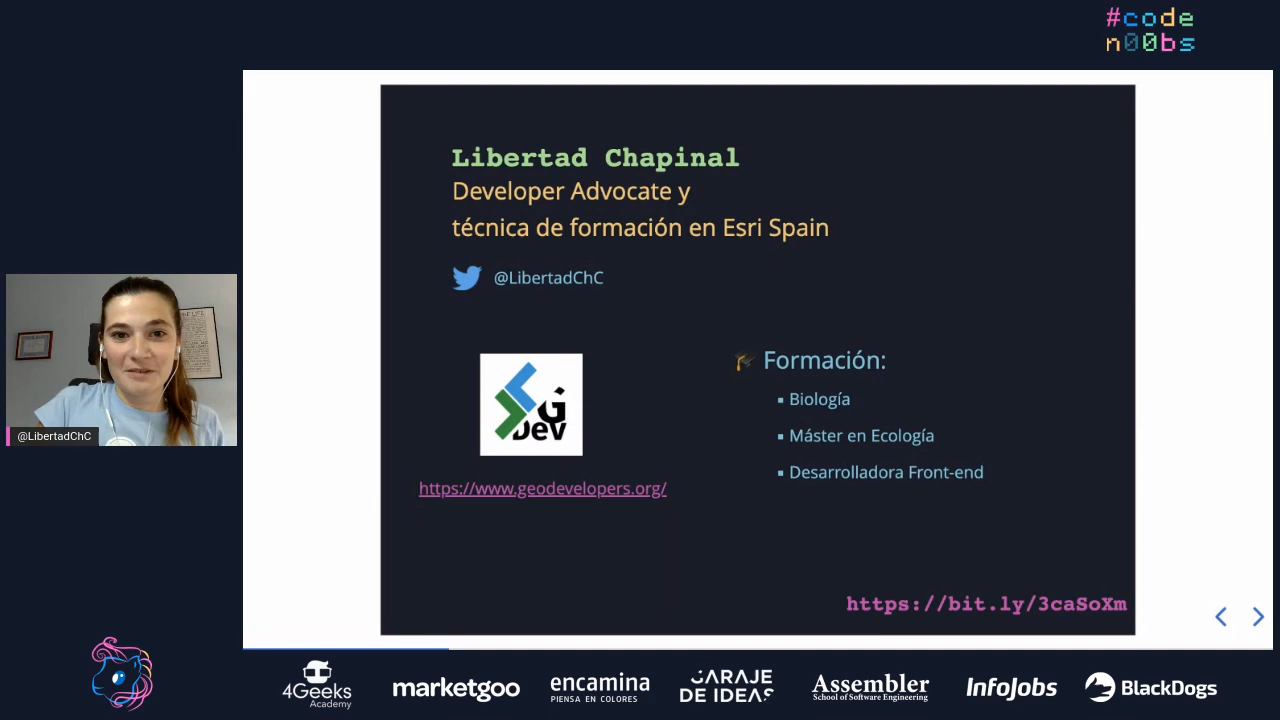 #code
n00bs
Libertad Chapinal
Developer Advocate y
técnica de formación en Esri Spain
@LibertadChC
Formación:
Biología
Máster en Ecología
Desarrolladora Front-end
G
Dev
https://www.geodevelopers.org/
https://bit.ly/3caSoXm
@LibertadChC
4Geeks
Academy
marketgoo
encamina
PIENSA EN COLORES
GARAJE
DE IDEAS
Assembler
School of Software Engineering
InfoJobs
BlackDogs